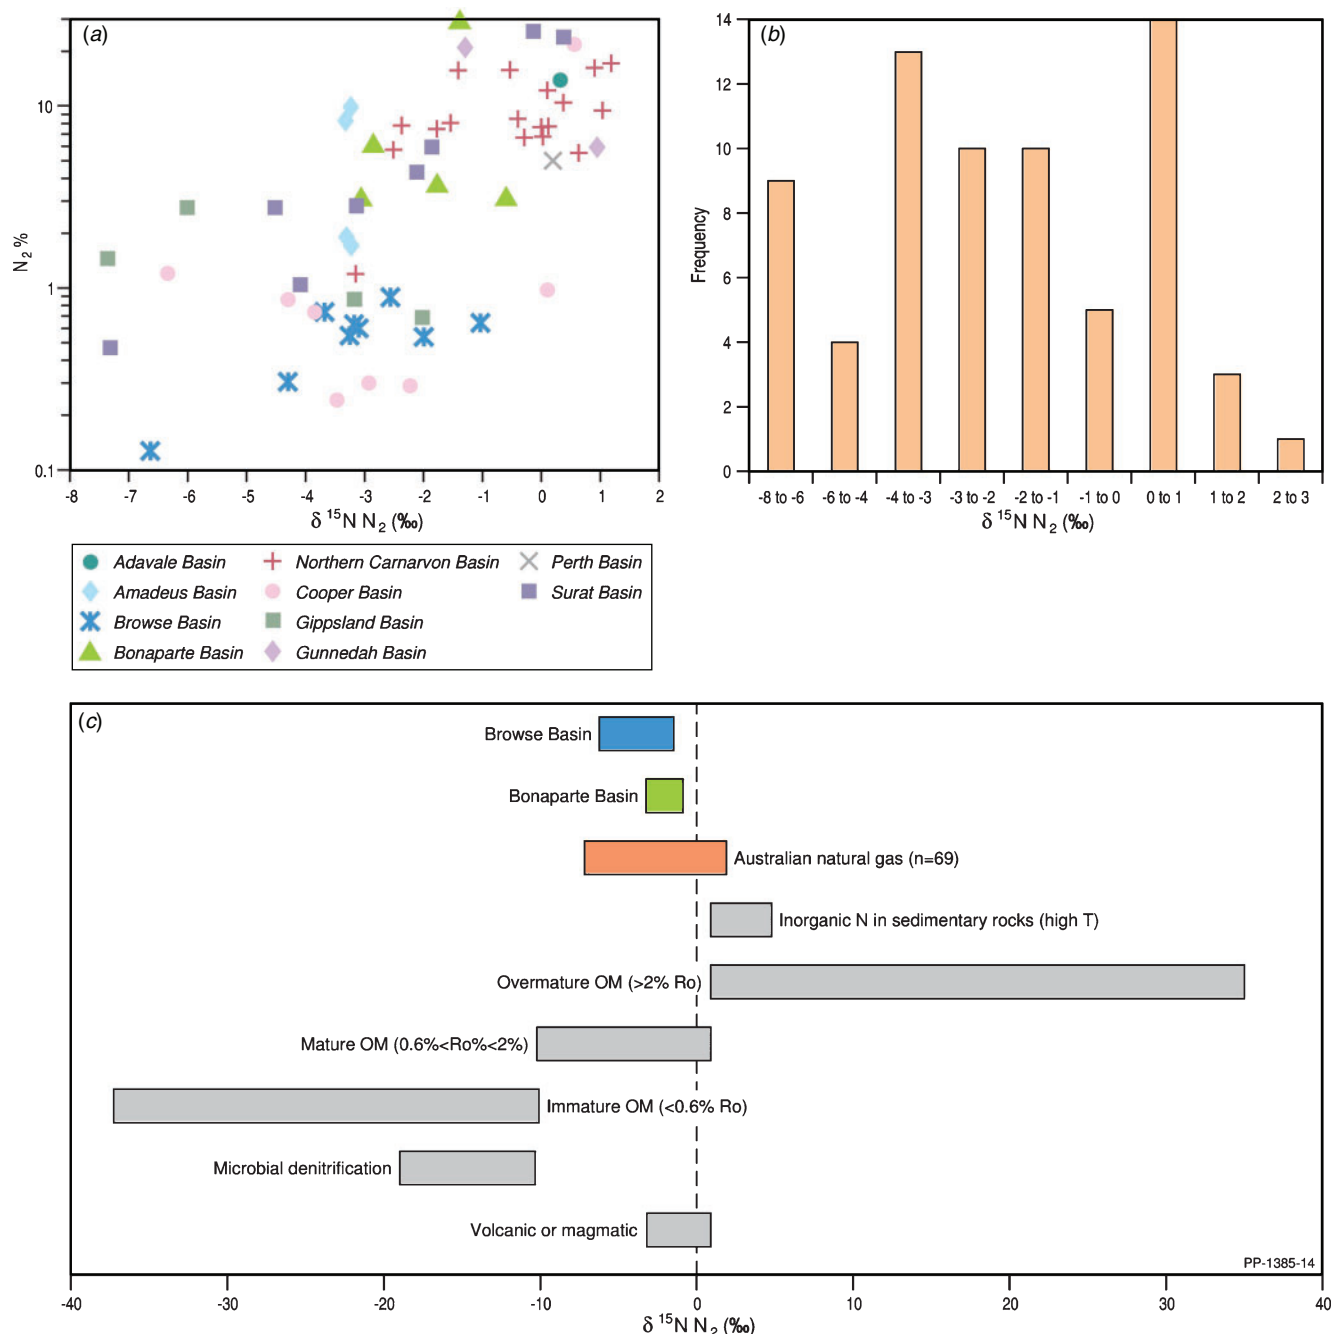 (a)
N2 %
10
1
0.1
-8 -7 -6 -5 -4 -3 -2 -1 0 1 2
δ 15N N2 (‰)
(b)
Frequency
14
12
10
8
6
4
2
0
-8 to -6 -6 to -4 -4 to -3 -3 to -2 -2 to -1 -1 to 0 0 to 1 1 to 2 2 to 3
δ 15N N2 (‰)
Adavale Basin Northern Carnarvon Basin Perth Basin
Amadeus Basin Cooper Basin Surat Basin
Browse Basin Gippsland Basin
Bonaparte Basin Gunnedah Basin
(c)
Browse Basin
Bonaparte Basin
Australian natural gas (n=69)
Inorganic N in sedimentary rocks (high T)
Overmature OM (>2% Ro)
Mature OM (0.6%<Ro%<2%)
Immature OM (<0.6% Ro)
Microbial denitrification
Volcanic or magmatic
PP-1385-14
-40 -30 -20 -10 0 10 20 30 40
δ 15N N2 (‰)